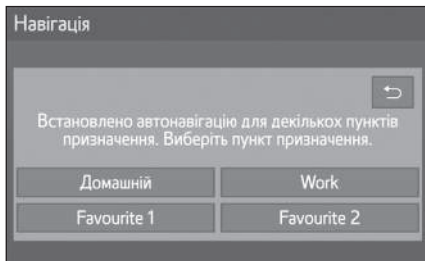 Навігація
Встановлено автонавігацію для декількох пунктів
призначення. Виберіть пункт призначення.
Домашній
Work
Favourite 1
Favourite 2